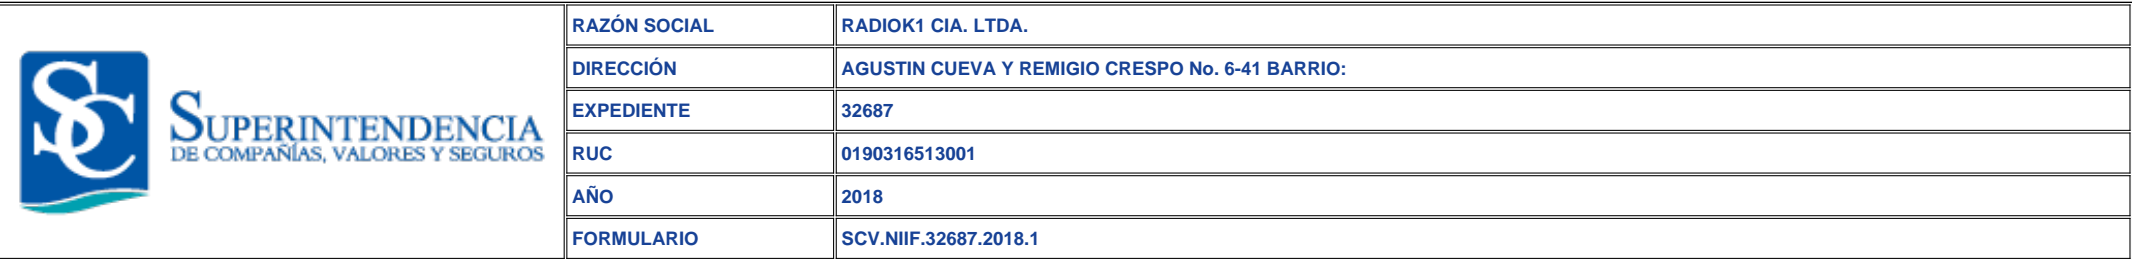 SC
SUPERINTENDENCIA
DE COMPAÑÍAS, VALORES Y SEGUROS
RAZÓN SOCIAL RADIOK1 CIA. LTDA.
DIRECCIÓN AGUSTIN CUEVA Y REMIGIO CRESPO No. 6-41 BARRIO:
EXPEDIENTE 32687
RUC 0190316513001
AÑO 2018
FORMULARIO SCV.NIIF.32687.2018.1